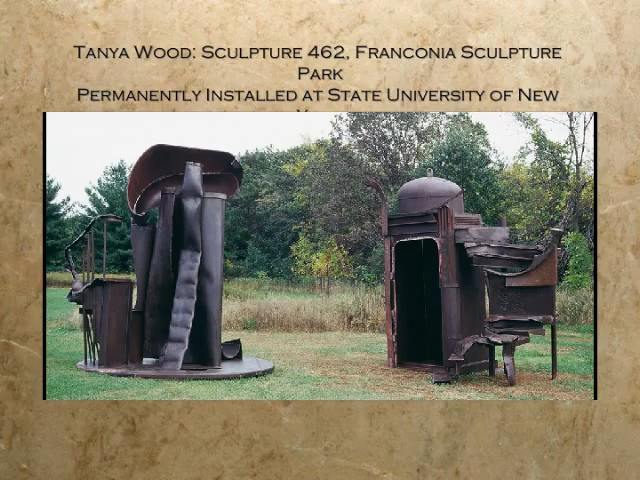 Tanya Wood: Sculpture 462, Franconia Sculpture
Park
Permanently Installed at State University of New